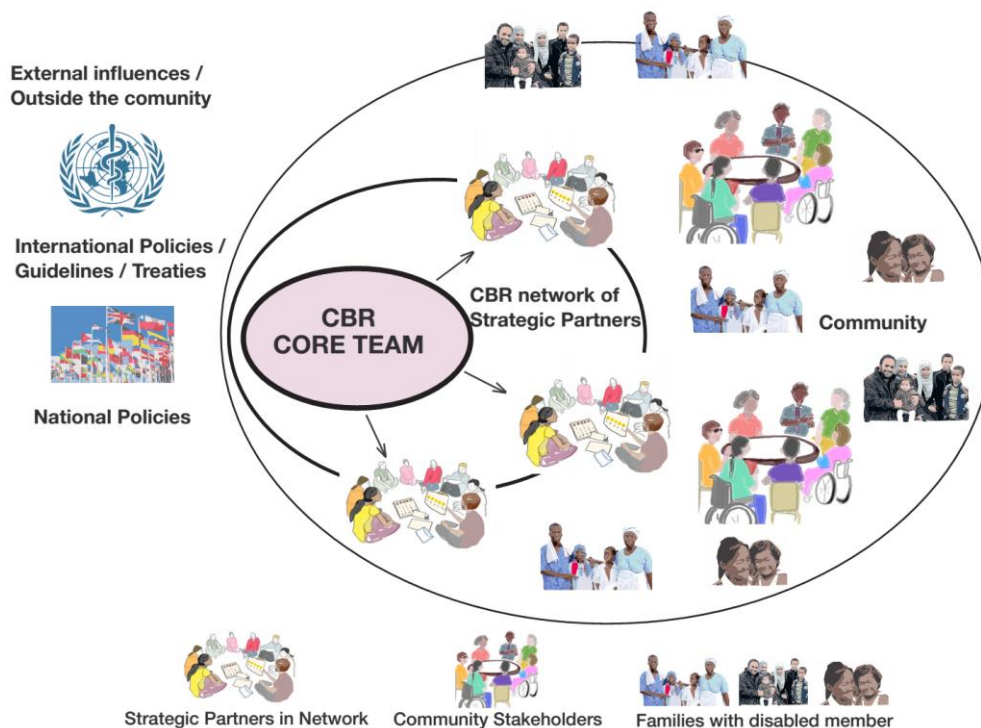 External influences /
Outside the comunity
International Policies /
Guidelines / Treaties
National Policies
CBR
CORE TEAM
CBR network of
Strategic Partners
Community
Strategic Partners in Network
Community Stakeholders
Families with disabled member